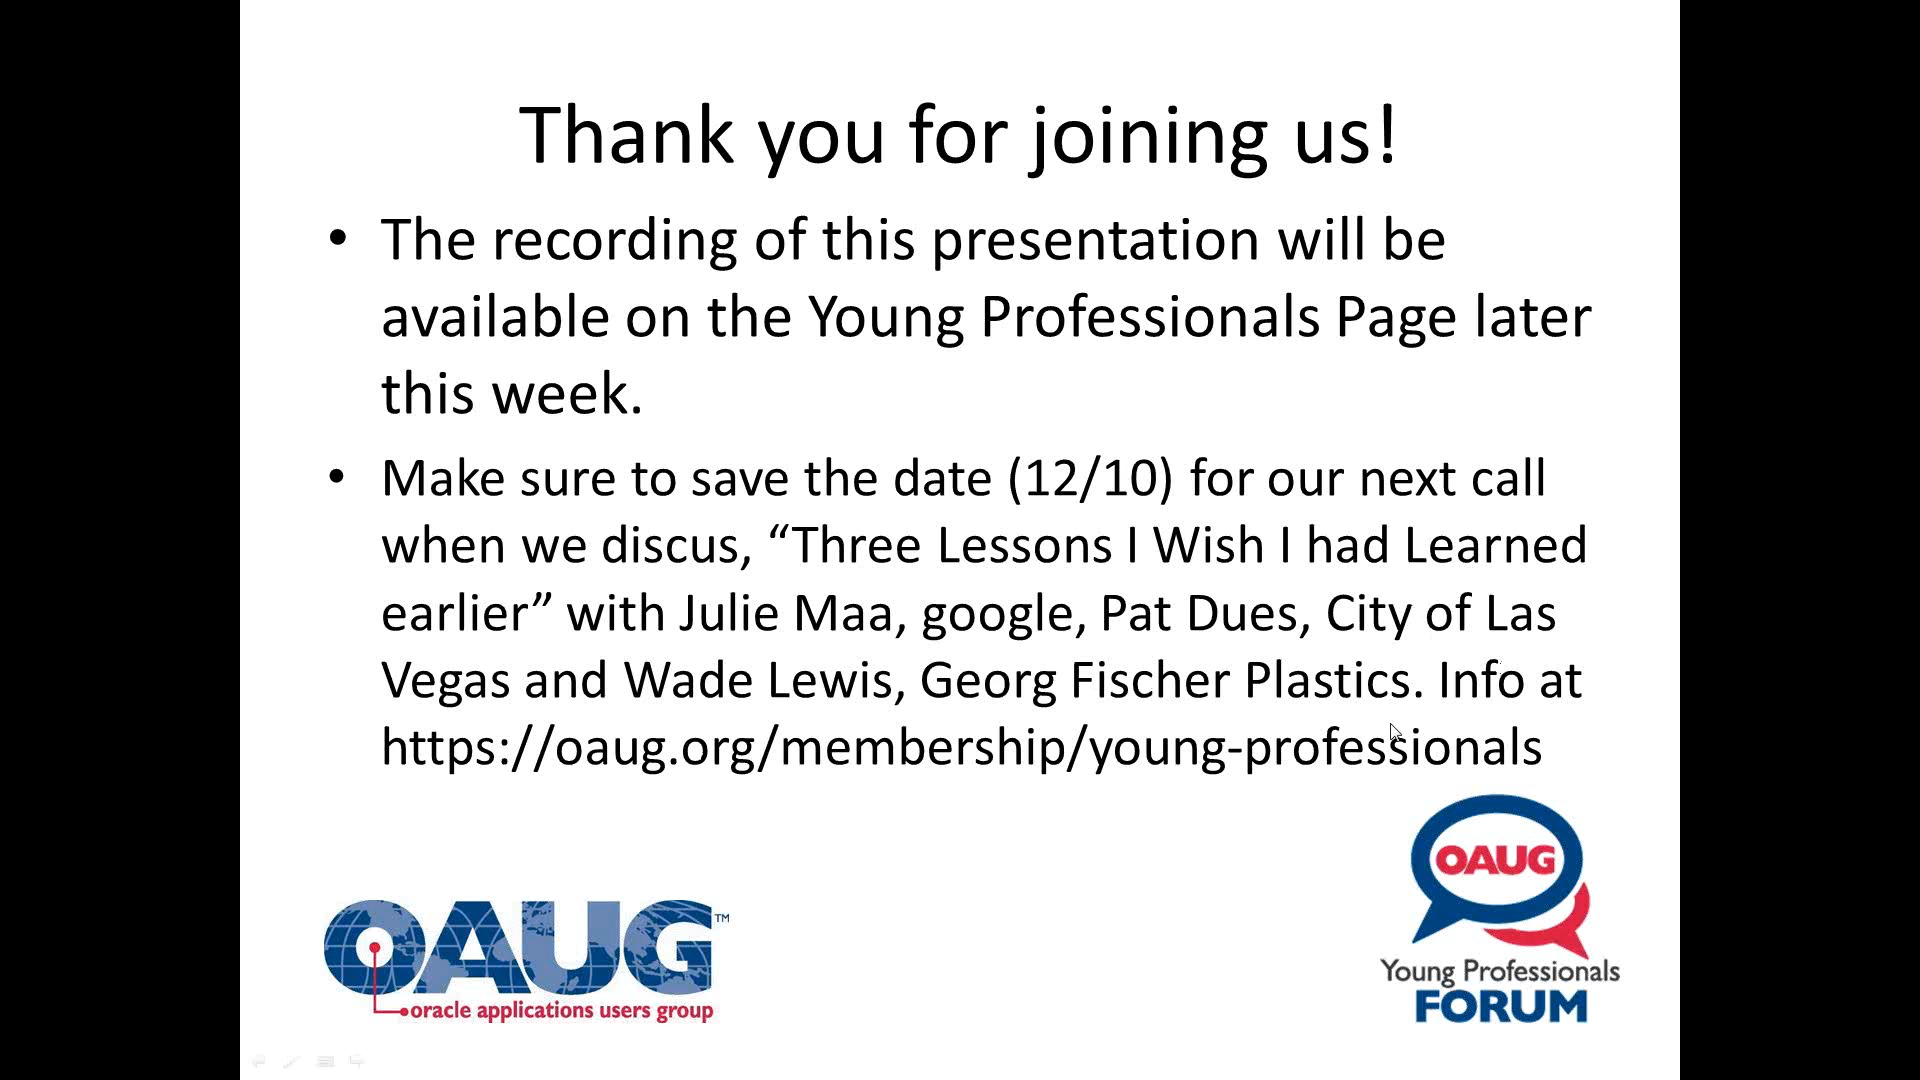 Thank you for joining us!
• The recording of this presentation will be
available on the Young Professionals Page later
this week.
• Make sure to save the date (12/10) for our next call
when we discus, “Three Lessons I Wish I had Learned
earlier” with Julie Maa, google, Pat Dues, City of Las
Vegas and Wade Lewis, Georg Fischer Plastics. Info at
https://oaug.org/membership/young-professionals
OAUG™
oracle applications users group
OAUG
Young Professionals
FORUM